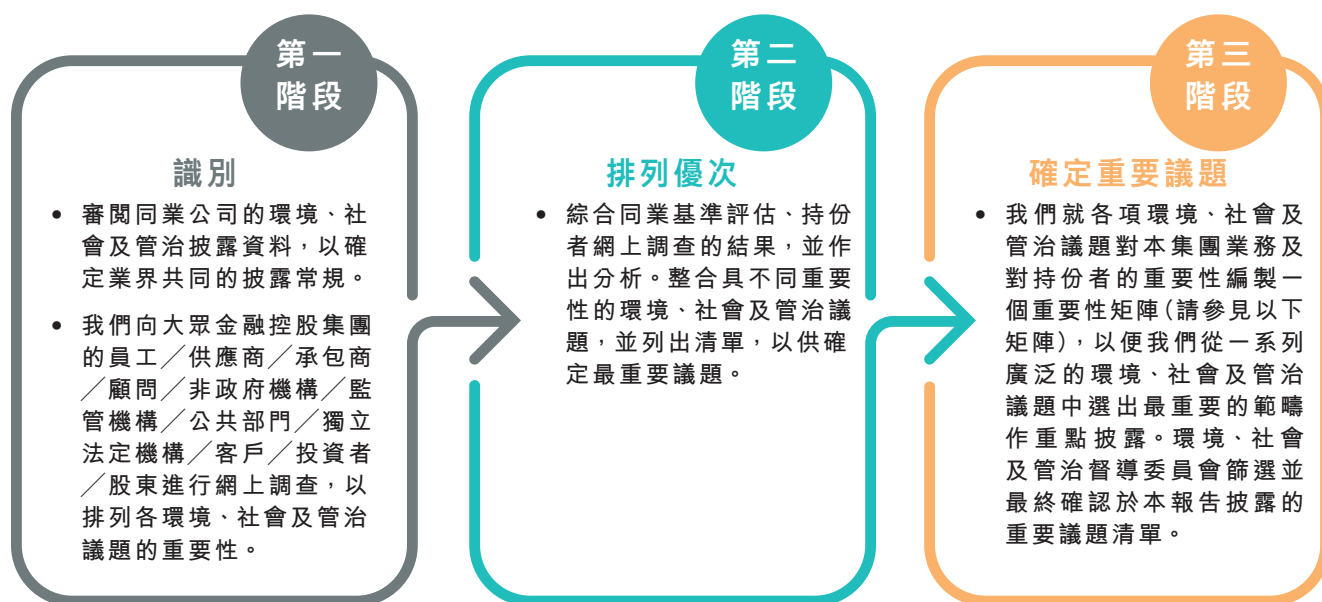 第一
階段
識別
• 審閱同業公司的環境、社
會及管治披露資料，以確
定業界共同的披露常規。
• 我們向大眾金融控股集團
的員工╱供應商╱承包商
╱顧問╱非政府機構╱監
管機構╱公共部門╱獨立
法定機構╱客戶╱投資者
╱股東進行網上調查，以
排列各環境、社會及管治
議題的重要性。
第二
階段
排列優次
• 綜合同業基準評估、持份
者網上調查的結果，並作
出分析。整合具不同重要
性的環境、社會及管治議
題，並列出清單，以供確
定最重要議題。
第三
階段
確定重要議題
• 我們就各項環境、社會及
管治議題對本集團業務及
對持份者的重要性編製一
個重要性矩陣（請參見以下
矩陣），以便我們從一系列
廣泛的環境、社會及管治
議題中選出最重要的範疇
作重點披露。環境、社會
及管治督導委員會篩選並
最終確認於本報告披露的
重要議題清單。